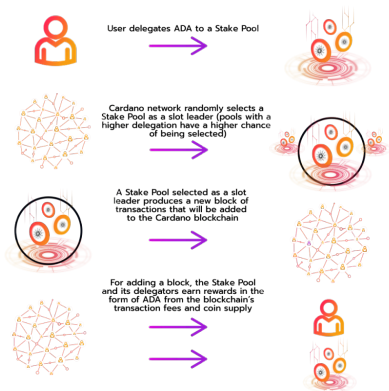 User delegates ADA to a Stake Pool
Cardano network randomly selects a
Stake Pool as a slot leader (pools with a
higher delegation have a higher chance
of being selected)
A Stake Pool selected as a slot
leader produces a new block of
transactions that will be added
to the Cardano blockchain
For adding a block, the Stake Pool
and its delegators earn rewards in the
form of ADA from the blockchain's
transaction fees and coin supply